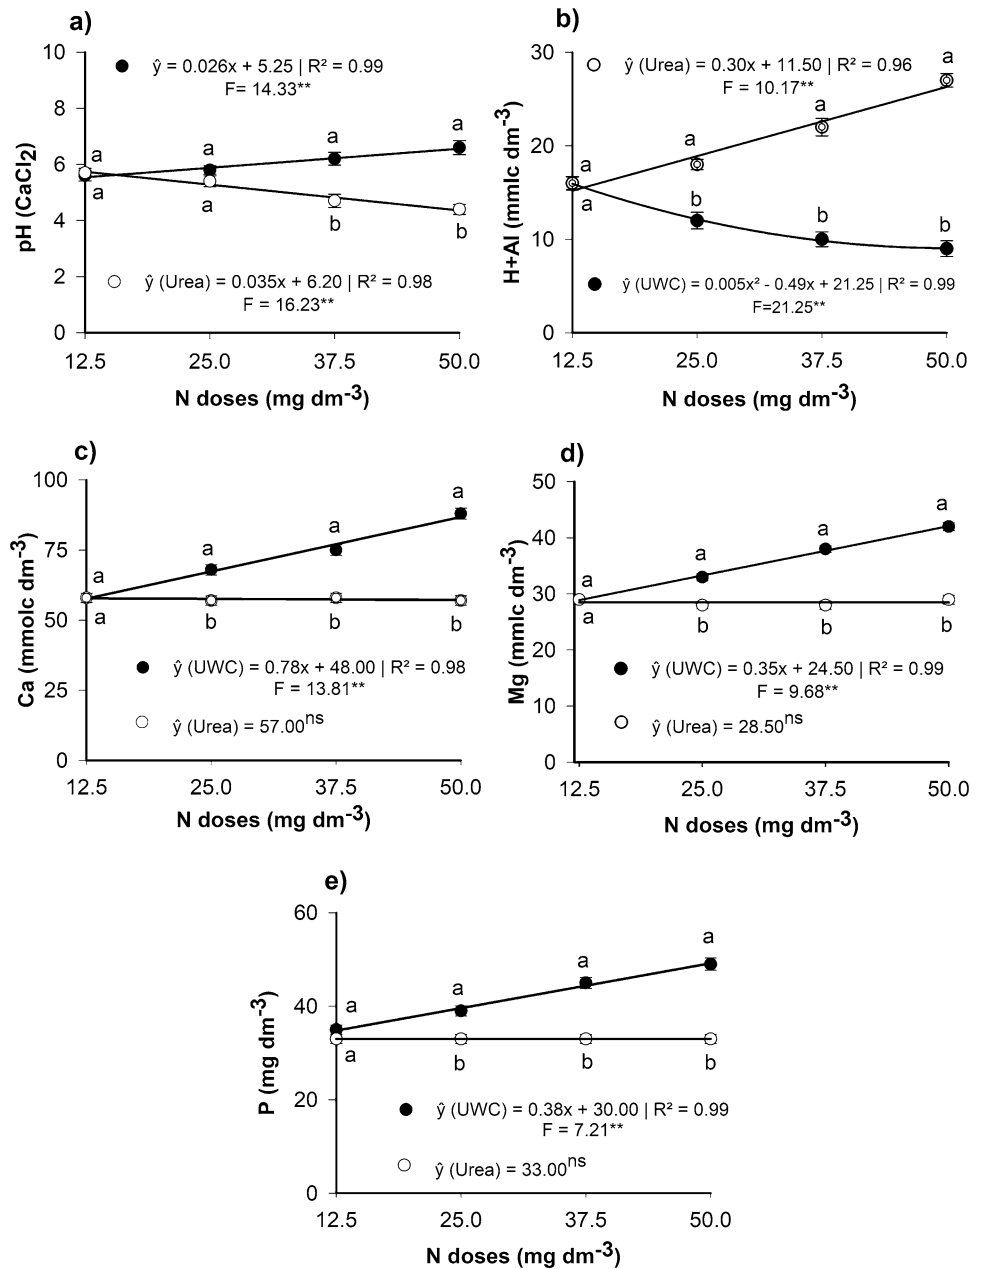 a)
10
8
6
4
2
0
pH (CaCl2)
ŷ = 0.026x + 5.25 | R² = 0.99
F= 14.33**
a
a
a
a
a
a
b
b
ŷ (Urea) = 0.035x + 6.20 | R² = 0.98
F = 16.23**
12.5 25.0 37.5 50.0
N doses (mg dm-3)
b)
30
20
10
0
H+Al (mmlc dm-3)
ŷ (Urea) = 0.30x + 11.50 | R² = 0.96
F = 10.17**
a
a
a
a
a
b
b
b
ŷ (UWC) = 0.005x² - 0.49x + 21.25 | R² = 0.99
F=21.25**
12.5 25.0 37.5 50.0
N doses (mg dm-3)
c)
100
75
50
25
0
Ca (mmolc dm-3)
a
a
a
a
a
b
b
b
ŷ (UWC) = 0.78x + 48.00 | R² = 0.98
F = 13.81**
ŷ (Urea) = 57.00ns
12.5 25.0 37.5 50.0
N doses (mg dm-3)
d)
50
40
30
20
10
0
Mg (mmlc dm-3)
a
a
a
a
a
b
b
b
ŷ (UWC) = 0.35x + 24.50 | R² = 0.99
F = 9.68**
ŷ (Urea) = 28.50ns
12.5 25.0 37.5 50.0
N doses (mg dm-3)
e)
60
40
20
0
P (mg dm-3)
a
a
a
a
a
b
b
b
ŷ (UWC) = 0.38x + 30.00 | R² = 0.99
F = 7.21**
ŷ (Urea) = 33.00ns
12.5 25.0 37.5 50.0
N doses (mg dm-3)